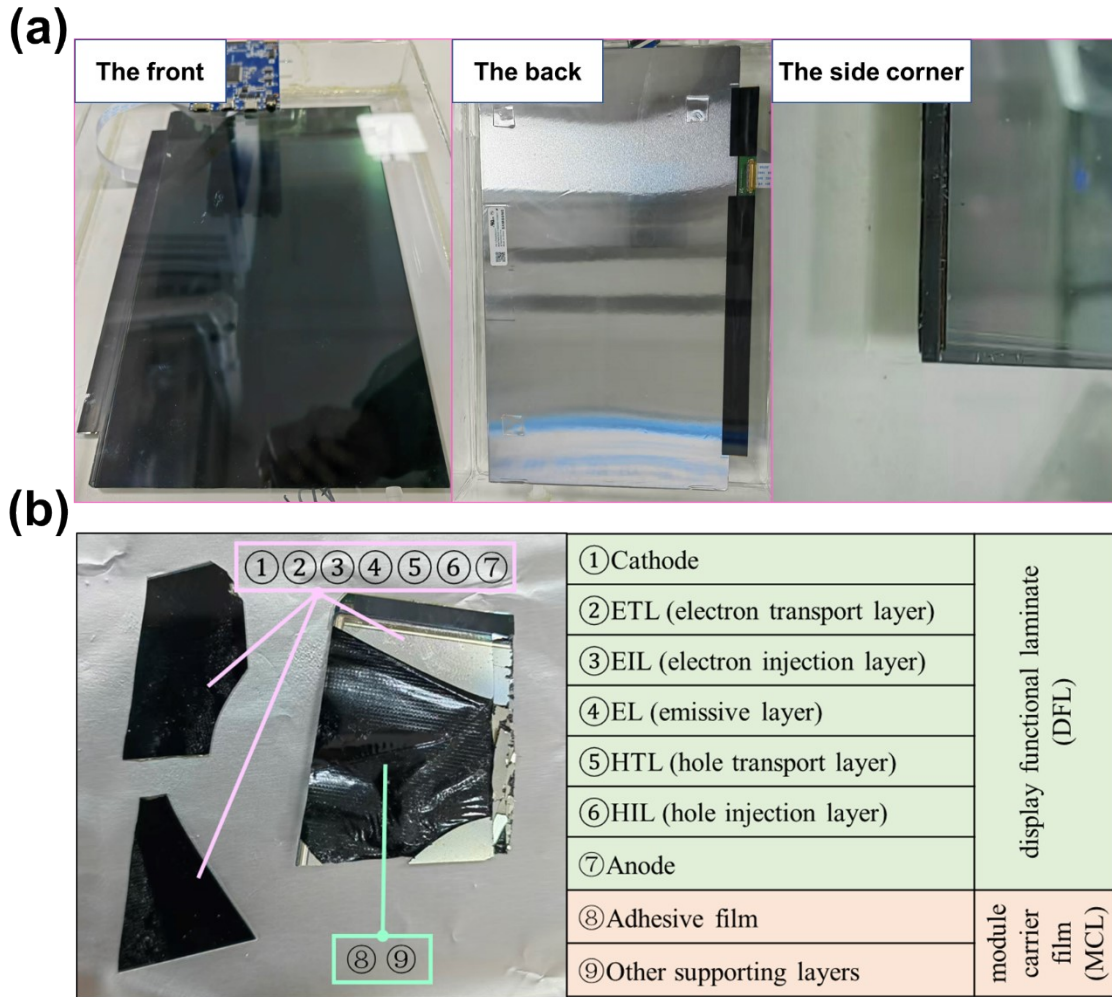 (a)
The front
The back
The side corner
(b)
①②③④⑤⑥⑦
⑧⑨
①Cathode
②ETL (electron transport layer)
③EIL (electron injection layer)
④EL (emissive layer)
⑤HTL (hole transport layer)
⑥HIL (hole injection layer)
⑦Anode
⑧Adhesive film
⑨Other supporting layers
display functional laminate
(DFL)
module
carrier
film
(MCL)